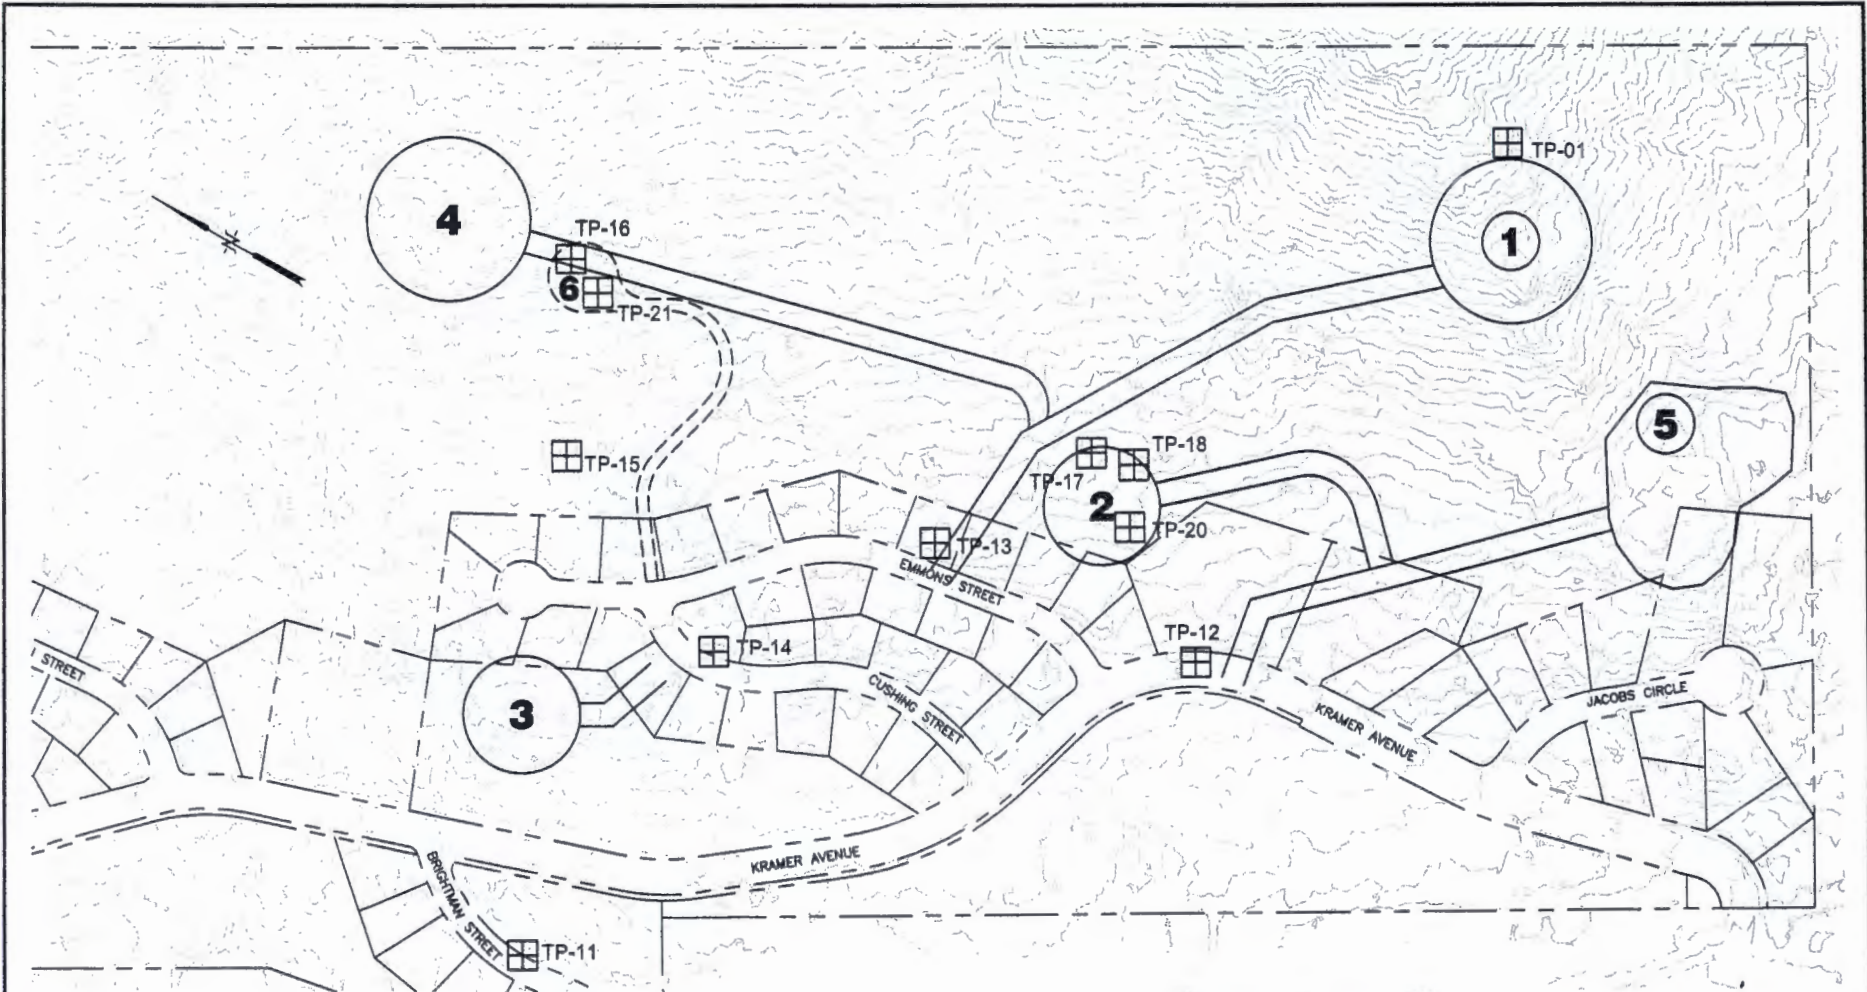 TP-01
4
TP-16
1
6
TP-21
5
TP-15
TP-18
TP-17
2
TP-20
TP-13
EMMONS STREET
TP-12
TP-14
STREET
CUSHING STREET
JACOBS CIRCLE
3
KRAMER AVENUE
KRAMER AVENUE
BRIGHTMAN STREET
TP-11
N